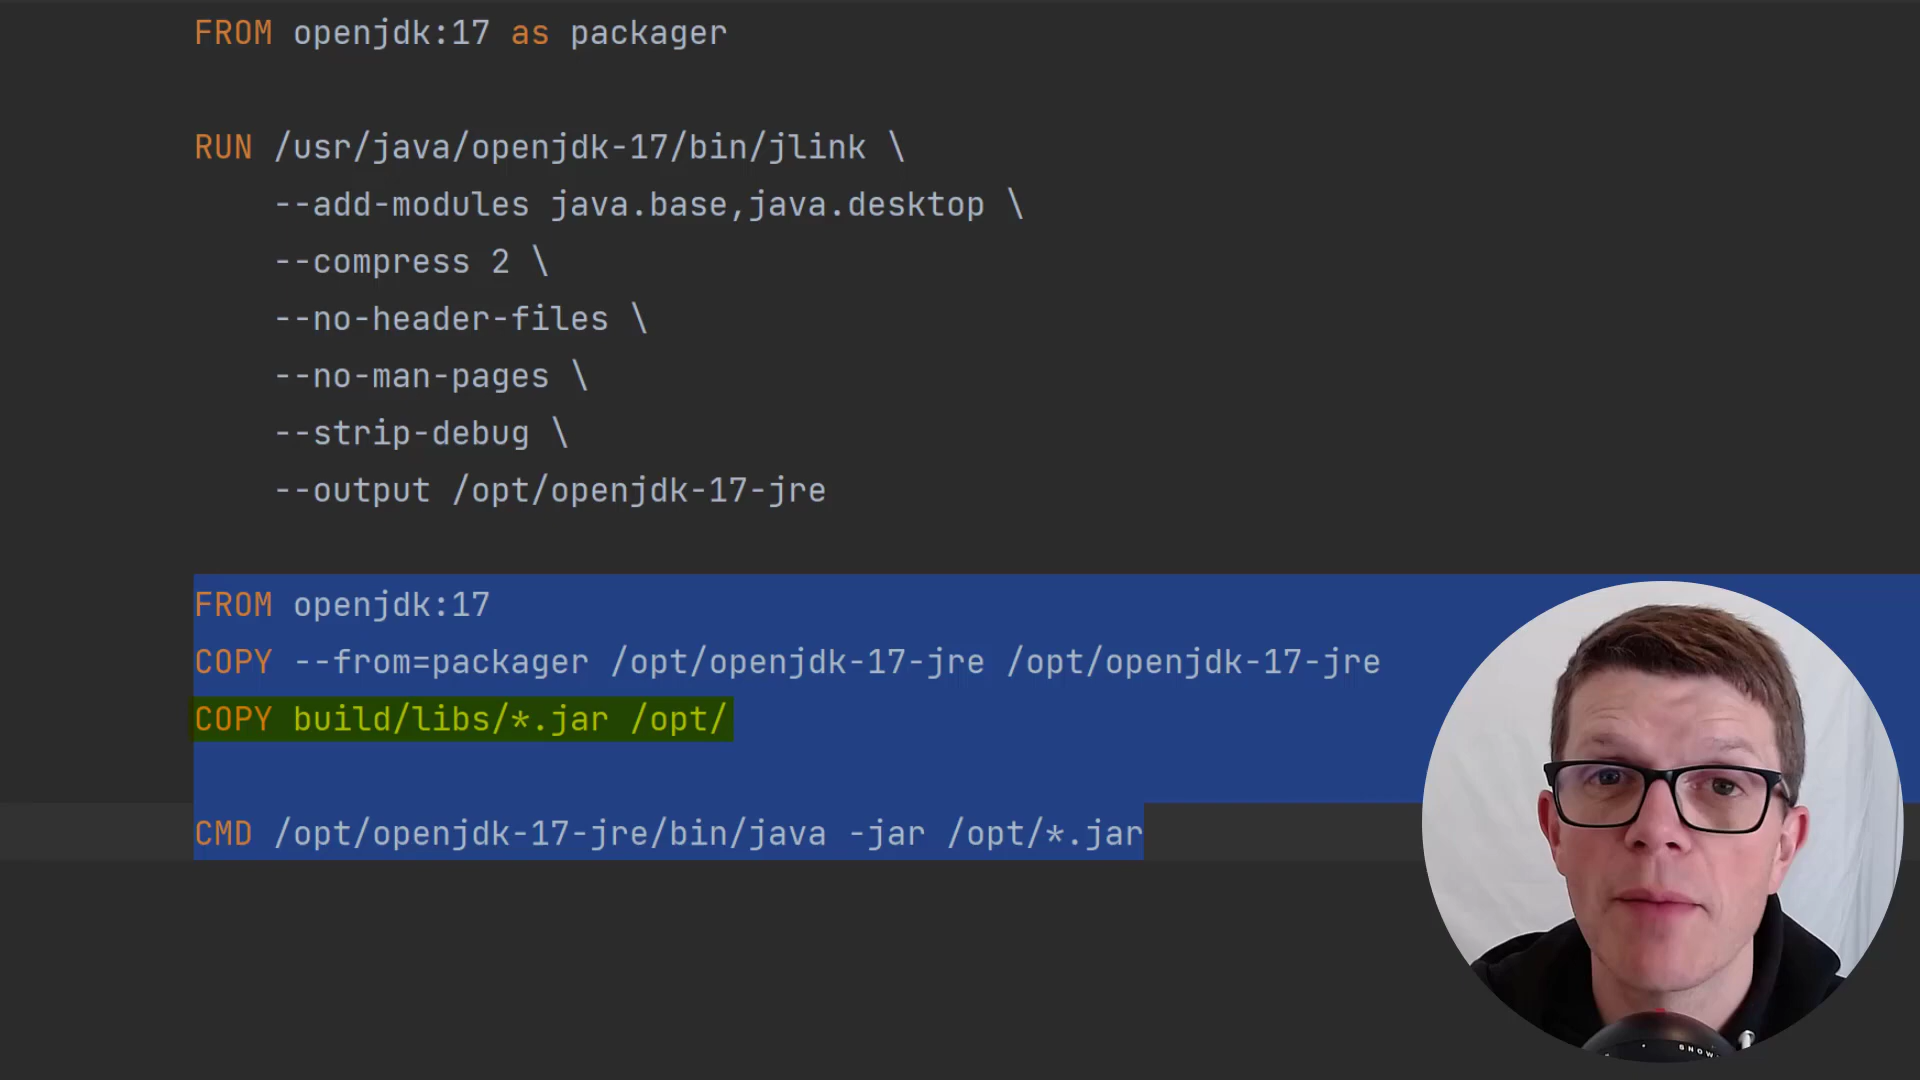 FROM openjdk:17 as packager
RUN /usr/java/openjdk-17/bin/jlink \
--add-modules java.base,java.desktop \
--compress 2 \
--no-header-files \
--no-man-pages \
--strip-debug \
--output /opt/openjdk-17-jre
FROM openjdk:17
COPY --from=packager /opt/openjdk-17-jre /opt/openjdk-17-jre
COPY build/libs/*.jar /opt/
CMD /opt/openjdk-17-jre/bin/java -jar /opt/*.jar
SNOW